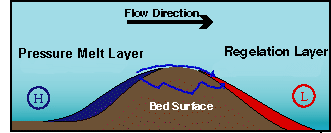 Flow Direction
Pressure Melt Layer
Regelation Layer
H
L
Bed Surface